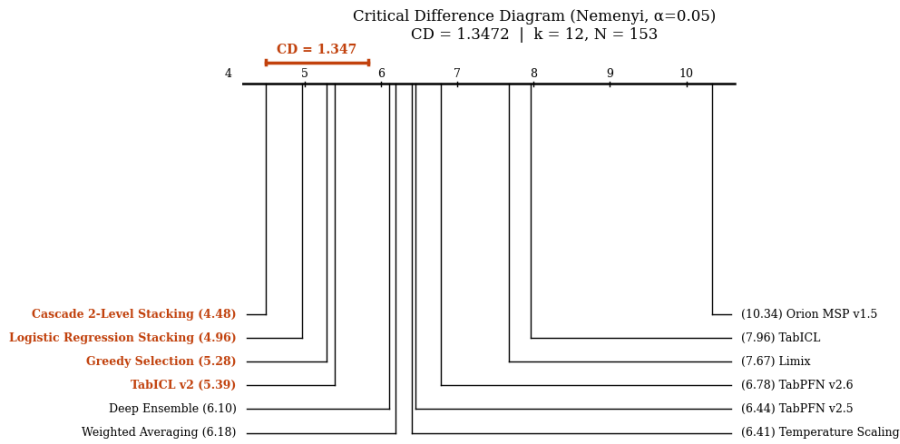 Critical Difference Diagram (Nemenyi, α=0.05)
CD = 1.3472 | k = 12, N = 153
CD = 1.347
4 5 6 7 8 9 10
Cascade 2-Level Stacking (4.48) (10.34) Orion MSP v1.5
Logistic Regression Stacking (4.96) (7.96) TabICL
Greedy Selection (5.28) (7.67) Limix
TabICL v2 (5.39) (6.78) TabPFN v2.6
Deep Ensemble (6.10) (6.44) TabPFN v2.5
Weighted Averaging (6.18) (6.41) Temperature Scaling